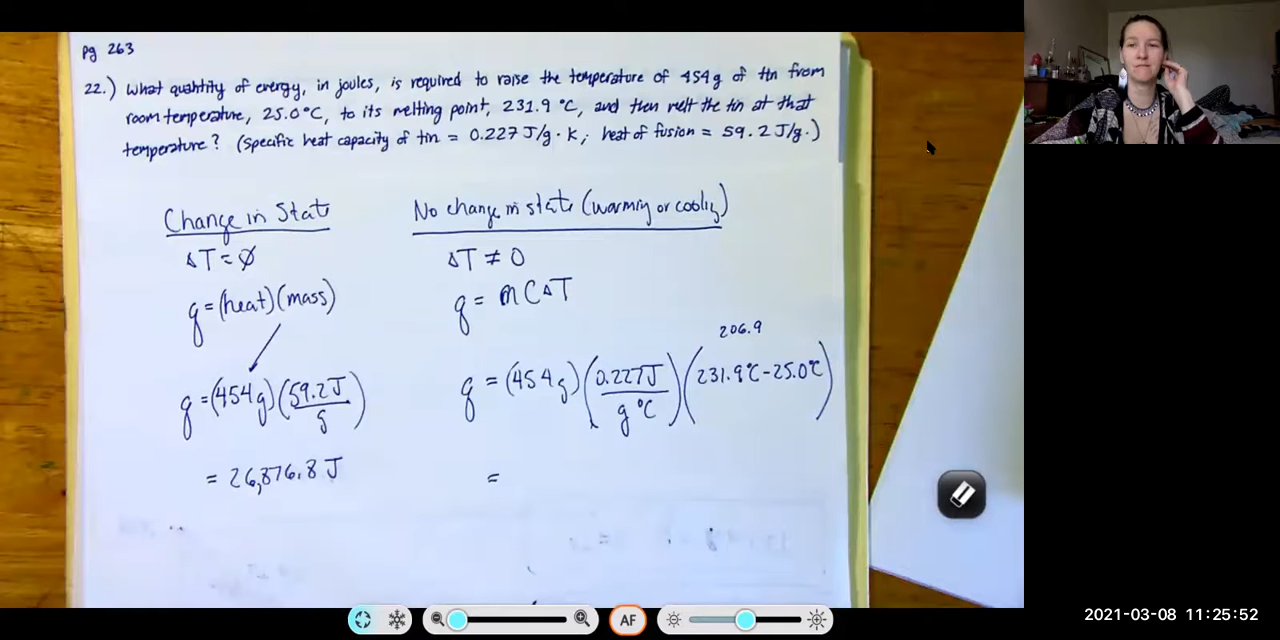 pg 263
22.) What quantity of energy, in joules, is required to raise the temperature of 454 g of tin from
room temperature, 25.0 °C, to its melting point, 231.9 °C, and then melt the tin at that
temperature? (Specific heat capacity of tin = 0.227 J/g · K; heat of fusion = 59.2 J/g.)
Change in State
ΔT = 0
q = (heat)(mass)
q = (454 g)(59.2 J / g)
= 26,876.8 J
No change in state (warming or cooling)
ΔT ≠ 0
q = m C ΔT
206.9
q = (454 g)(0.227 J / g °C)(231.9 °C - 25.0 °C)
=
AF
2021-03-08 11:25:52